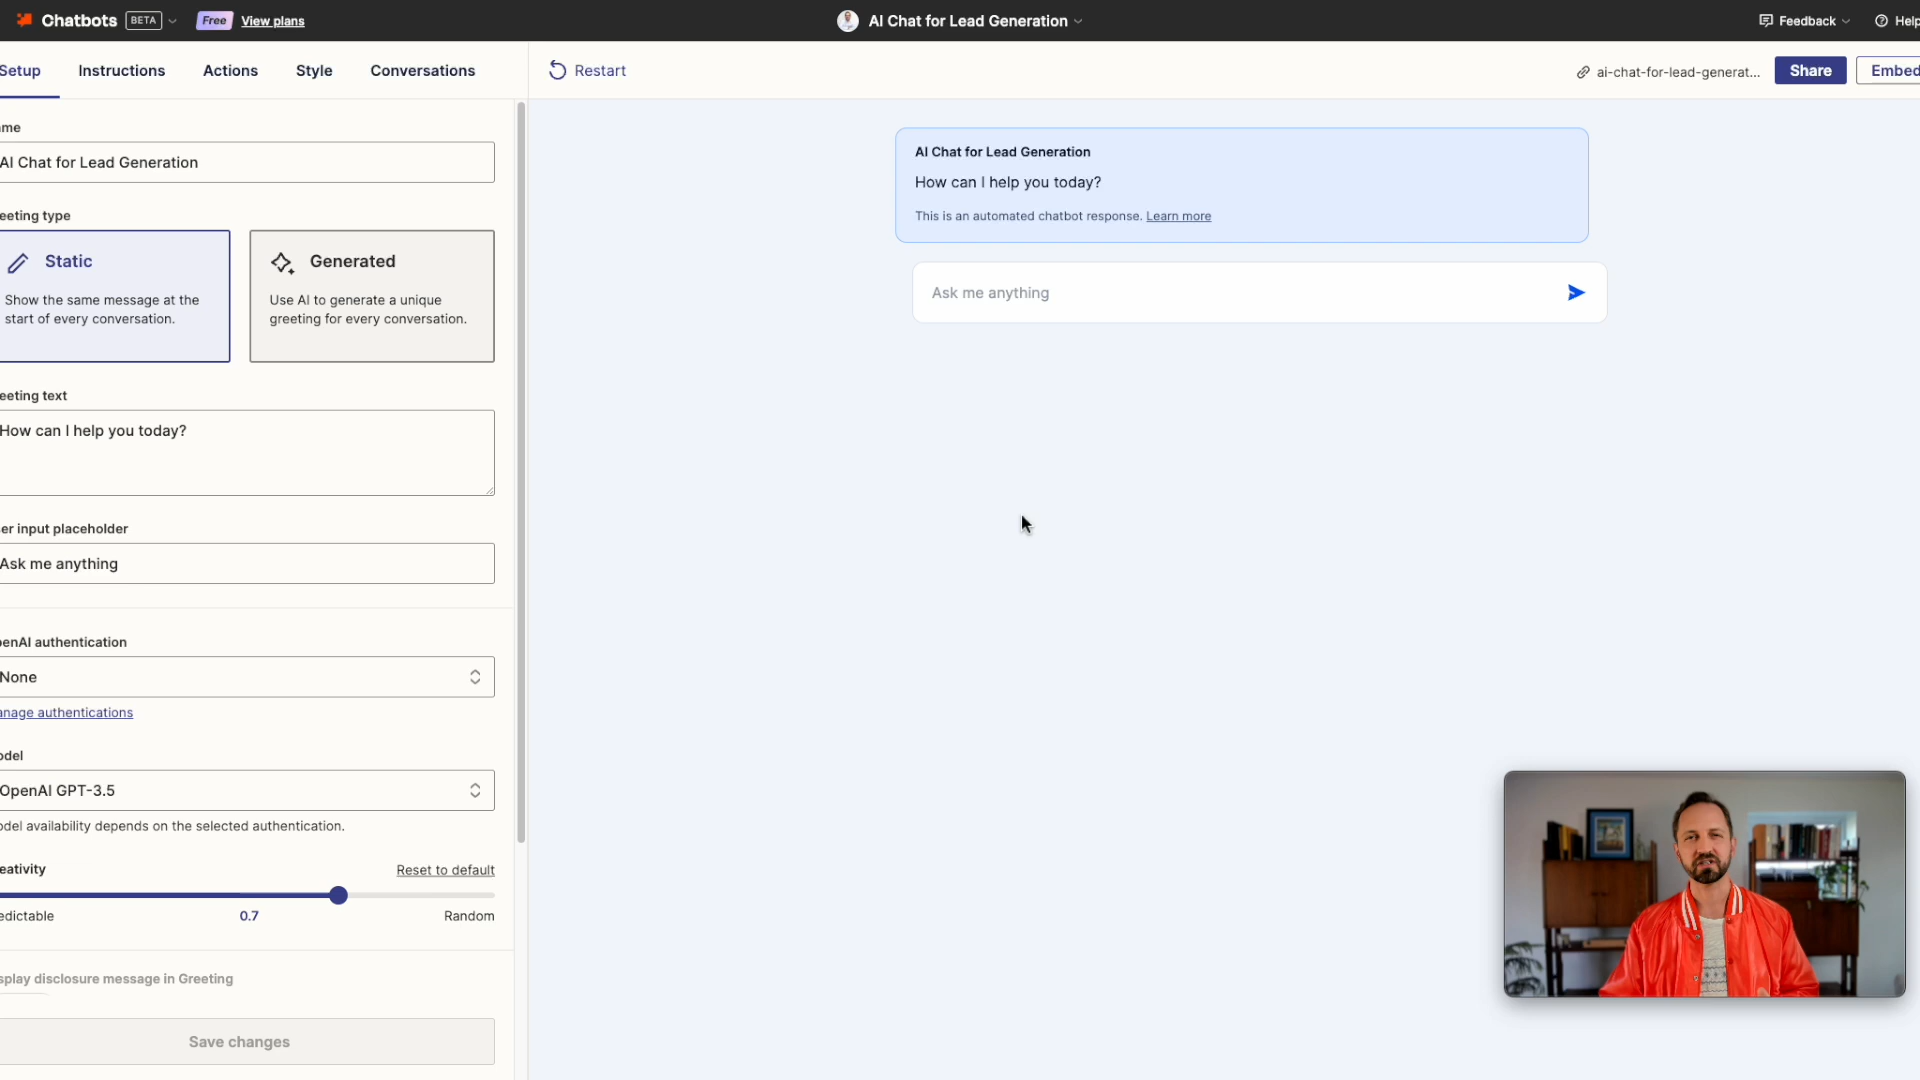 Chatbots BETA Free View plans
AI Chat for Lead Generation
Feedback
Help
Setup Instructions Actions Style Conversations
Restart
ai-chat-for-lead-generat...
Share
Embed
me
AI Chat for Lead Generation
eeting type
Static
Show the same message at the
start of every conversation.
Generated
Use AI to generate a unique
greeting for every conversation.
eeting text
How can I help you today?
er input placeholder
Ask me anything
enAI authentication
None
anage authentications
odel
OpenAI GPT-3.5
odel availability depends on the selected authentication.
eativity
Reset to default
edictable
0.7
Random
splay disclosure message in Greeting
Save changes
AI Chat for Lead Generation
How can I help you today?
This is an automated chatbot response. Learn more
Ask me anything